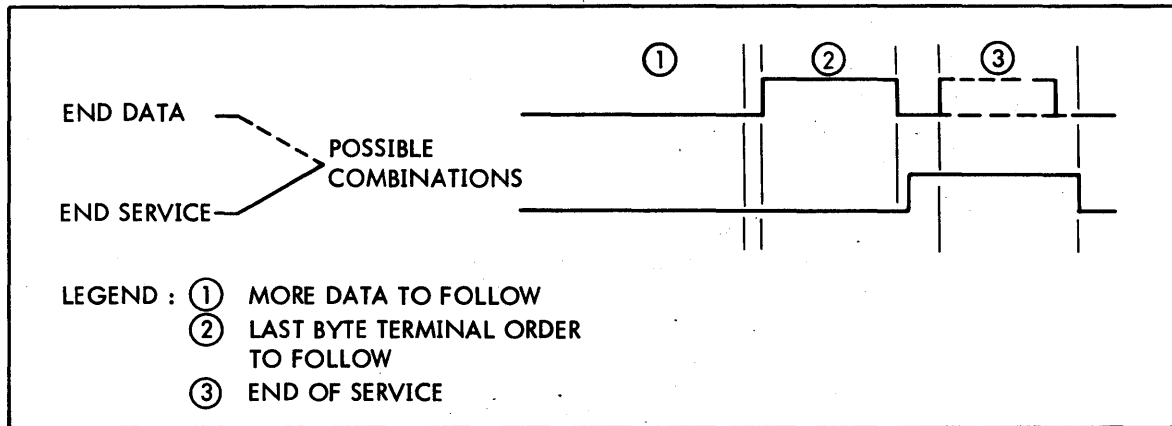 ① ② ③
END DATA
POSSIBLE
COMBINATIONS
END SERVICE
LEGEND : ① MORE DATA TO FOLLOW
② LAST BYTE TERMINAL ORDER
TO FOLLOW
③ END OF SERVICE